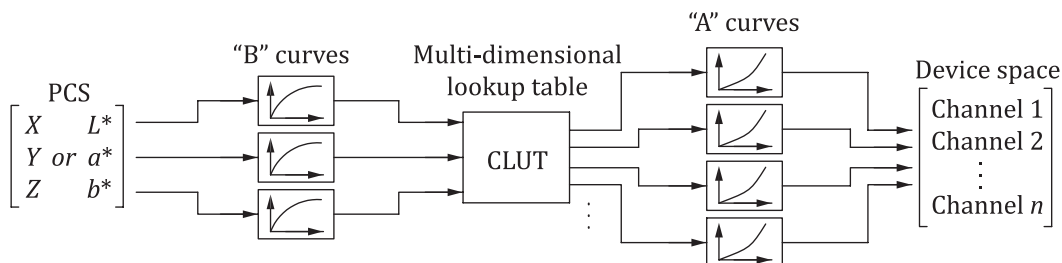 "B" curves
Multi-dimensional
lookup table
"A" curves
Device space
PCS
X L*
Y or a*
Z b*
CLUT
Channel 1
Channel 2
Channel n